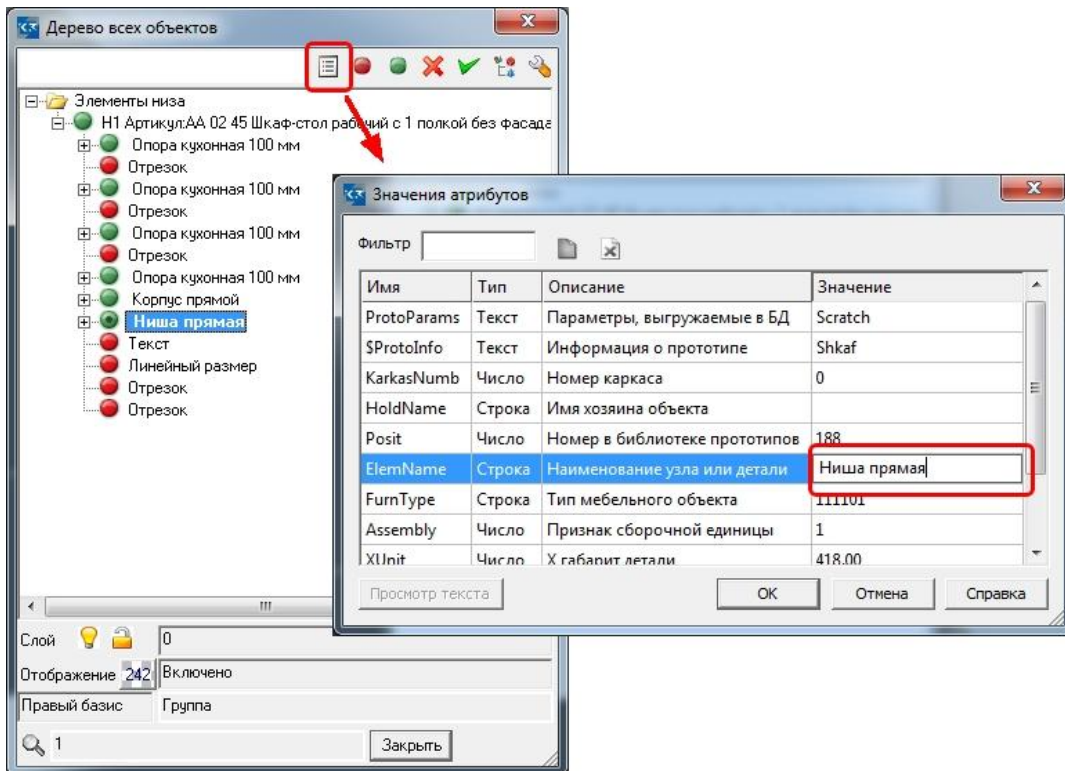 Дерево всех объектов
Элементы низа
Н1 Артикул:АА 02 45 Шкаф-стол рабочий с 1 полкой без фасада
Опора кухонная 100 мм
Отрезок
Опора кухонная 100 мм
Отрезок
Опора кухонная 100 мм
Отрезок
Опора кухонная 100 мм
Корпус прямой
Ниша прямая
Текст
Линейный размер
Отрезок
Отрезок
Слой 0
Отображение 242 Включено
Правый базис Группа
1 Закрыть
Значения атрибутов
Фильтр
Имя Тип Описание Значение
ProtoParams Текст Параметры, выгружаемые в БД Scratch
$ProtoInfo Текст Информация о прототипе Shkaf
KarkasNumb Число Номер каркаса 0
HoldName Строка Имя хозяина объекта
Posit Число Номер в библиотеке прототипов 188
ElemName Строка Наименование узла или детали Ниша прямая
FurnType Строка Тип мебельного объекта 111101
Assembly Число Признак сборочной единицы 1
XUnit Число X габарит детали 418.00
Просмотр текста OK Отмена Справка